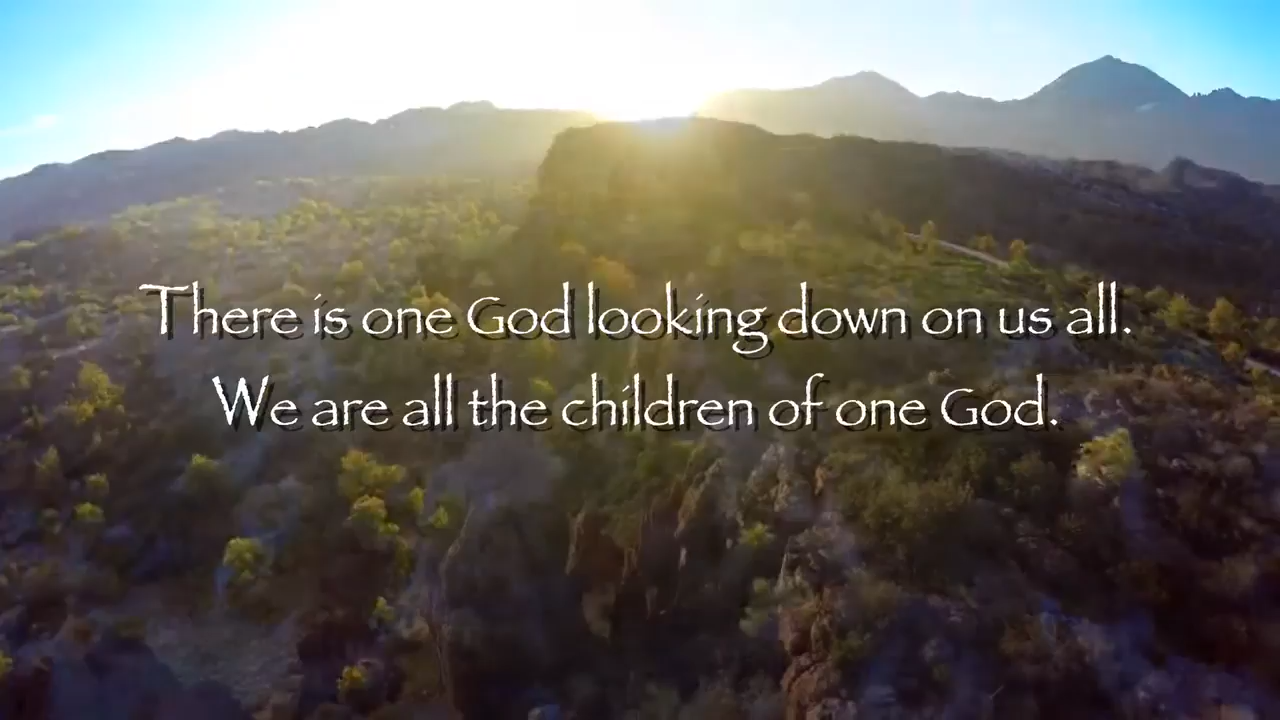 There is one God looking down on us all.
We are all the children of one God.